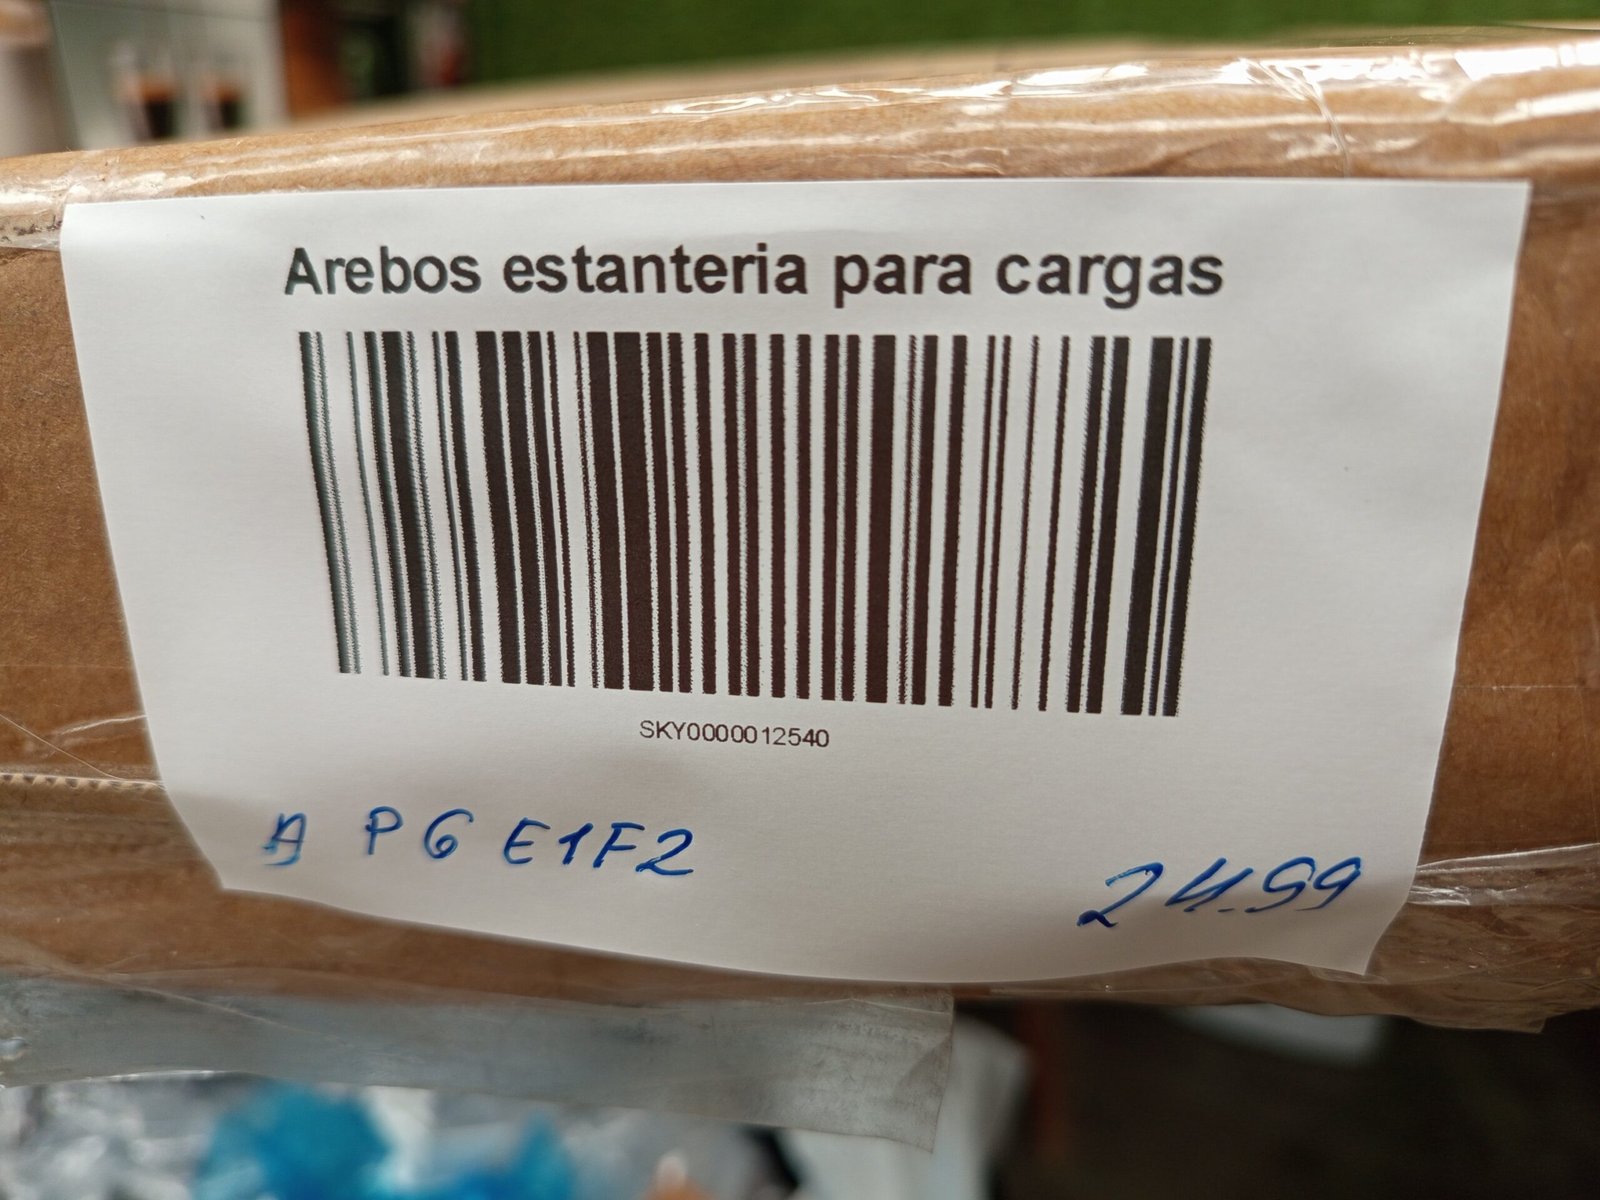 Arebos estanteria para cargas
SKY0000012540
A P6 E1F2
24.99